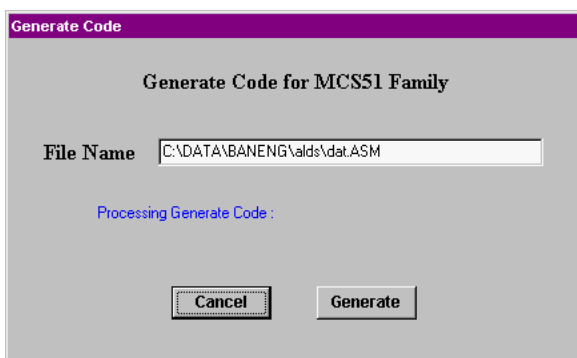 Generate Code
Generate Code for MCS51 Family
File Name C:\DATA\BANENG\alds\dat.ASM
Processing Generate Code :
Cancel Generate